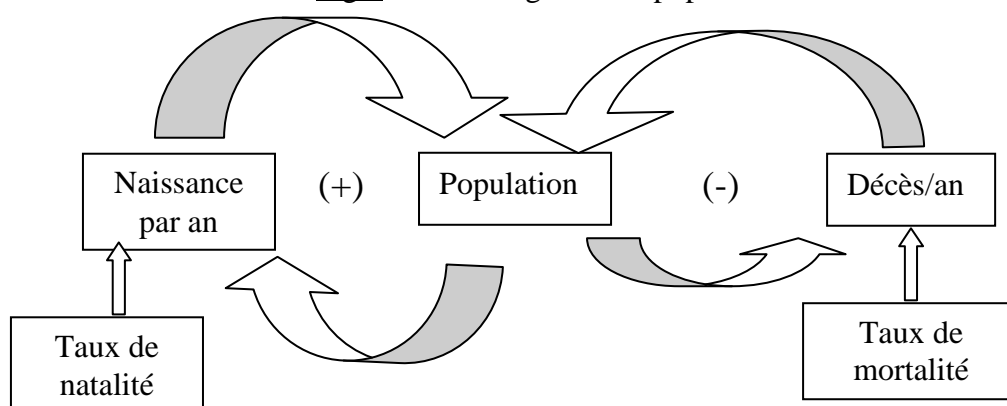 Naissance
par an
(+)
Population
(-)
Décès/an
Taux de
natalité
Taux de
mortalité